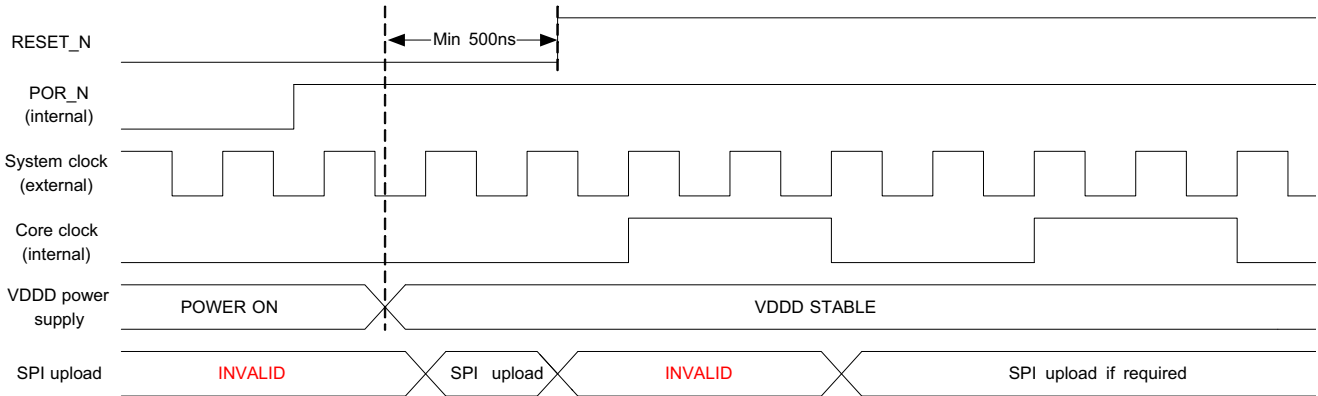 RESET_N
Min 500ns
POR_N
(internal)
System clock
(external)
Core clock
(internal)
VDDD power
supply
POWER ON
VDDD STABLE
SPI upload
INVALID
SPI upload
INVALID
SPI upload if required